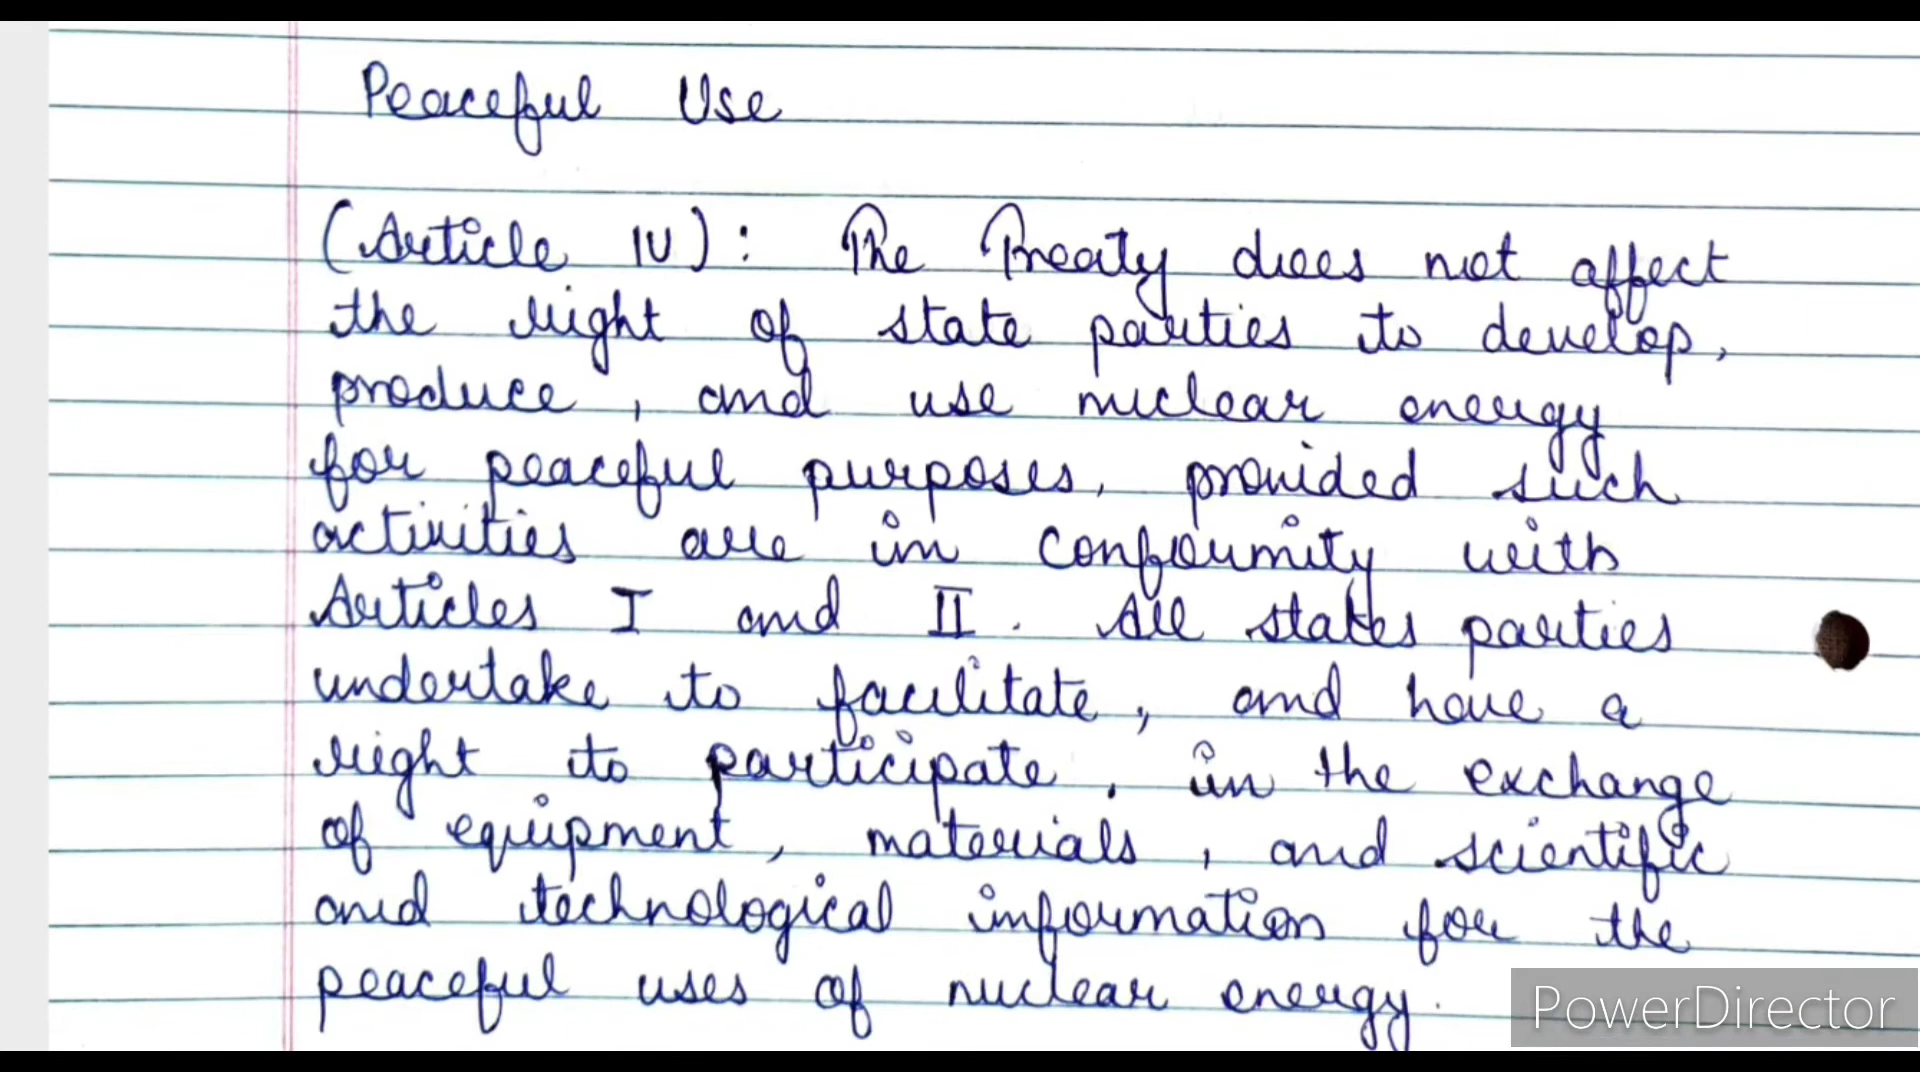 Peaceful Use
(Article IV): The Treaty does not affect
the right of state parties to develop,
produce, and use nuclear energy
for peaceful purposes, provided such
activities are in conformity with
Articles I and II. All states parties
undertake to facilitate, and have a
right to participate, in the exchange
of equipment, materials, and scientific
and technological information for the
peaceful uses of nuclear energy.
PowerDirector